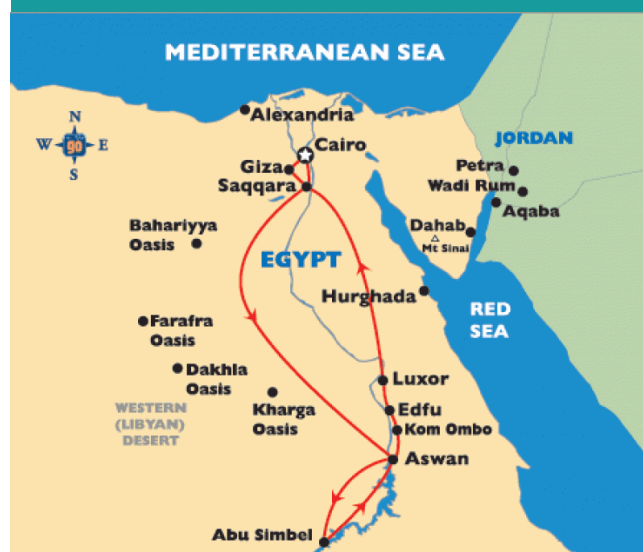 MEDITERRANEAN SEA
Alexandria
N
W
go
E
S
Cairo
Giza
Saqqara
JORDAN
Petra
Wadi Rum
Aqaba
Dahab
Mt Sinai
Bahariyya
Oasis
EGYPT
Hurghada
RED
SEA
Farafra
Oasis
Dakhla
Oasis
Kharga
Oasis
WESTERN
(LIBYAN)
DESERT
Luxor
Edfu
Kom Ombo
Aswan
Abu Simbel